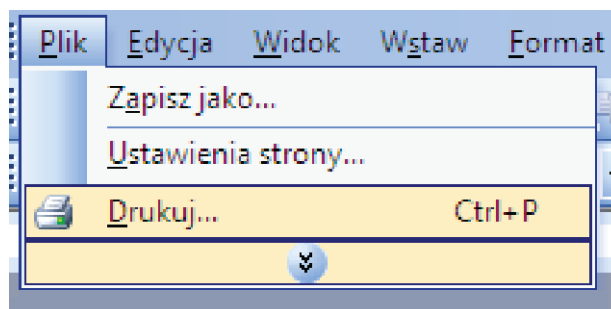 Plik Edycja Widok Wstaw Format
Zapisz jako...
Ustawienia strony...
Drukuj... Ctrl+P